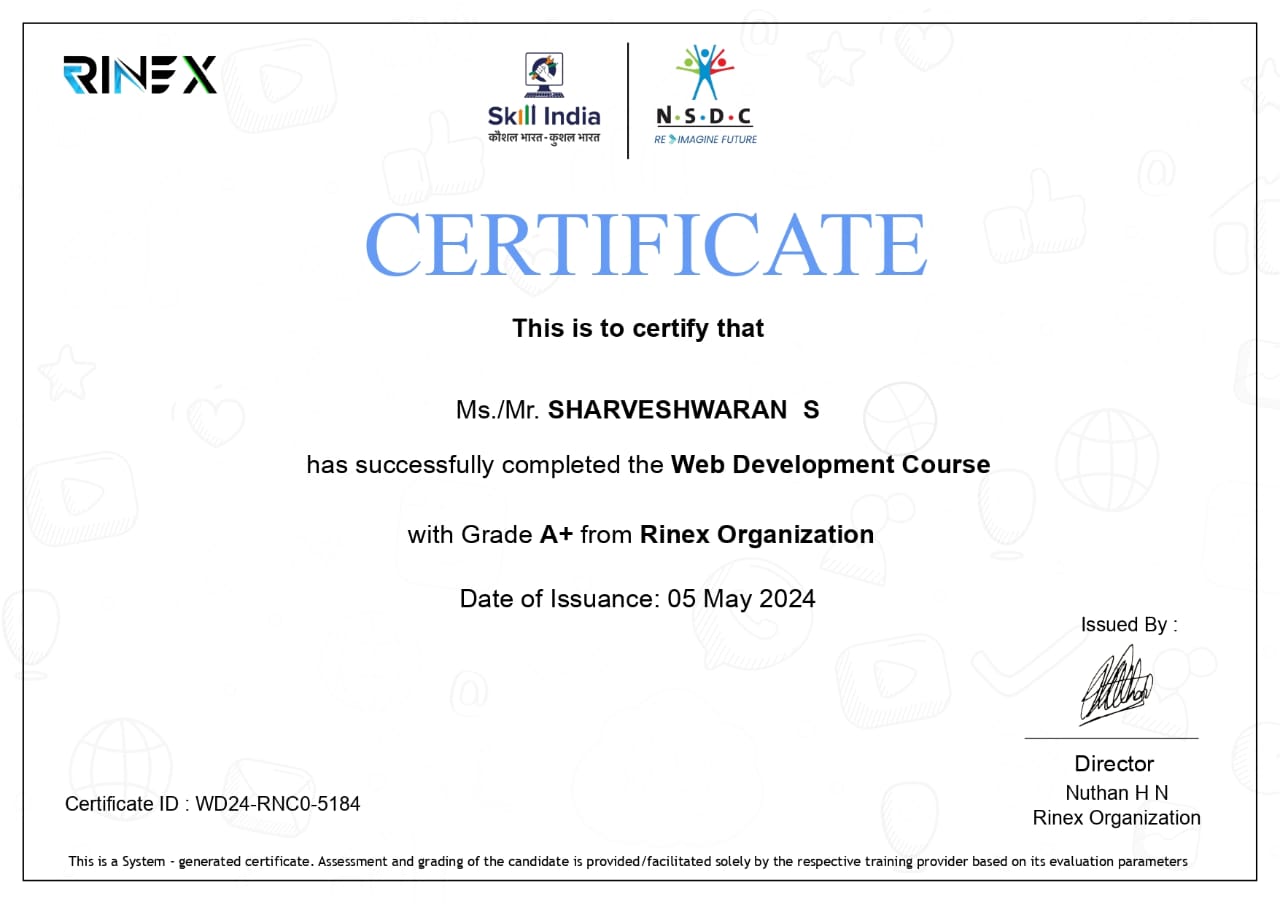 RINEX
Skill India
कौशल भारत - कुशल भारत
N·S·D·C
RE IMAGINE FUTURE
CERTIFICATE
This is to certify that
Ms./Mr. SHARVESHWARAN S
has successfully completed the Web Development Course
with Grade A+ from Rinex Organization
Date of Issuance: 05 May 2024
Issued By :
Director
Nuthan H N
Rinex Organization
Certificate ID : WD24-RNC0-5184
This is a System - generated certificate. Assessment and grading of the candidate is provided/facilitated solely by the respective training provider based on its evaluation parameters